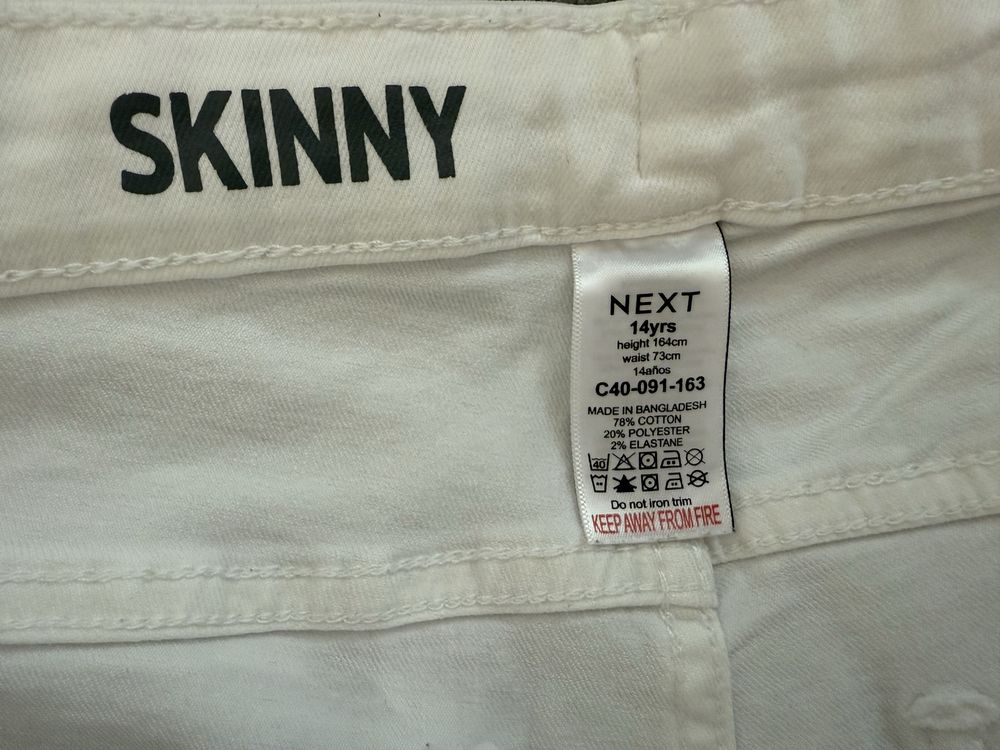 SKINNY
NEXT
14yrs
height 164cm
waist 73cm
14años
C40-091-163
MADE IN BANGLADESH
78% COTTON
20% POLYESTER
2% ELASTANE
40
Do not iron trim
KEEP AWAY FROM FIRE